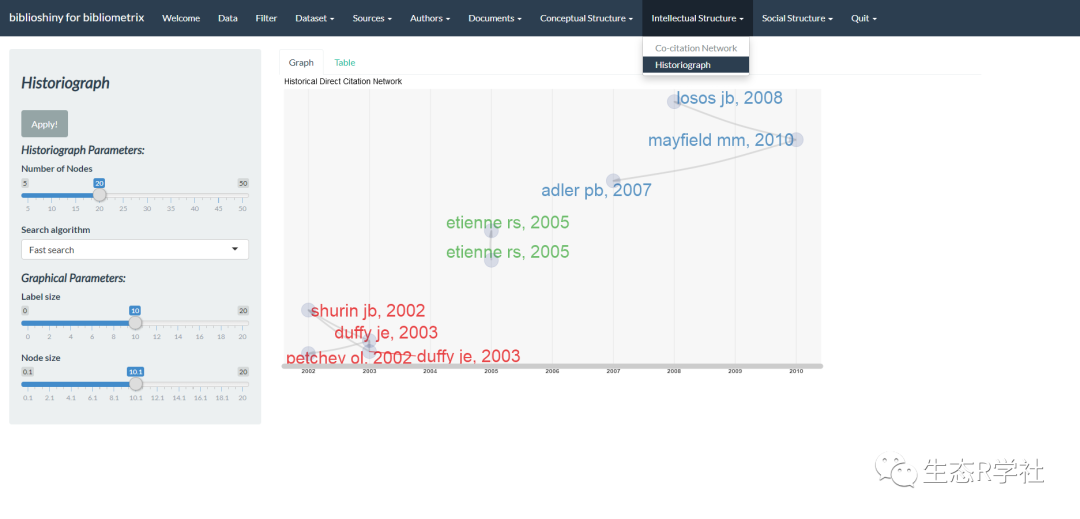 biblioshiny for bibliometrix Welcome Data Filter Dataset Sources Authors Documents Conceptual Structure Intellectual Structure Social Structure Quit
Co-citation Network
Historiograph
Historiograph
Apply!
Historiograph Parameters:
Number of Nodes
5 20 50
5 10 15 20 25 30 35 40 45 50
Search algorithm
Fast search
Graphical Parameters:
Label size
0 10 20
0 2 4 6 8 10 12 14 16 18 20
Node size
0.1 10.1 20
0.1 2.1 4.1 6.1 8.1 10.1 12.1 14.1 16.1 18.1 20
Graph Table
Historical Direct Citation Network
losos jb, 2008
mayfield mm, 2010
adler pb, 2007
etienne rs, 2005
etienne rs, 2005
shurin jb, 2002
duffy je, 2003
duffy je, 2003
petchey ol, 2002
2002 2003 2004 2005 2006 2007 2008 2009 2010
生态R学社